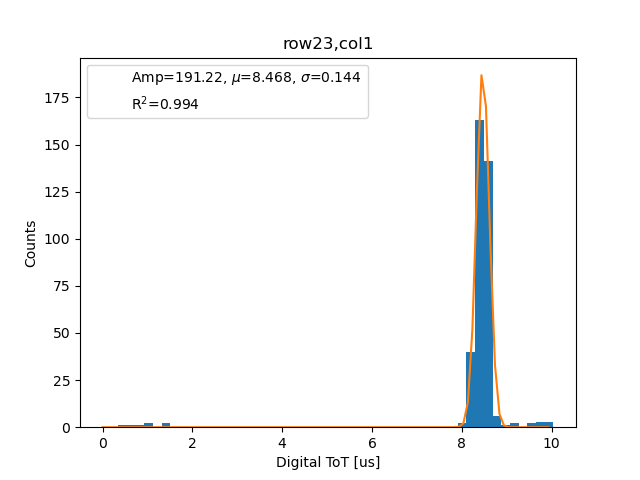 row23,col1
Amp=191.22, μ=8.468, σ=0.144
R²=0.994
Counts
175
150
125
100
75
50
25
0
0 2 4 6 8 10
Digital ToT [us]